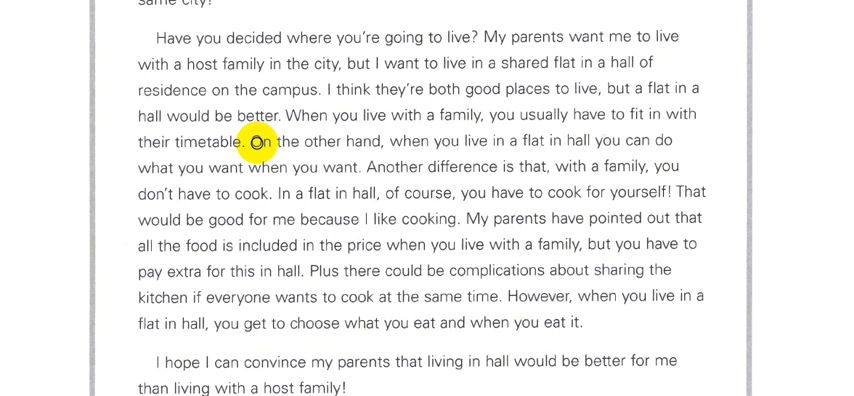 same city!
Have you decided where you're going to live? My parents want me to live
with a host family in the city, but I want to live in a shared flat in a hall of
residence on the campus. I think they're both good places to live, but a flat in a
hall would be better. When you live with a family, you usually have to fit in with
their timetable. On the other hand, when you live in a flat in hall you can do
what you want when you want. Another difference is that, with a family, you
don't have to cook. In a flat in hall, of course, you have to cook for yourself! That
would be good for me because I like cooking. My parents have pointed out that
all the food is included in the price when you live with a family, but you have to
pay extra for this in hall. Plus there could be complications about sharing the
kitchen if everyone wants to cook at the same time. However, when you live in a
flat in hall, you get to choose what you eat and when you eat it.
I hope I can convince my parents that living in hall would be better for me
than living with a host family!